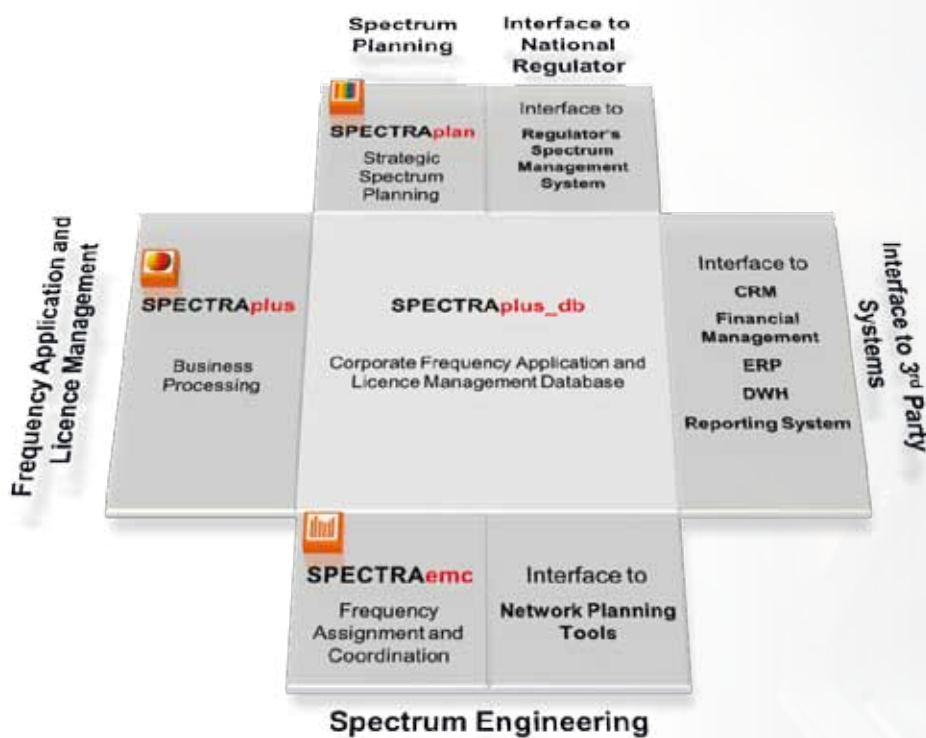 Spectrum
Planning
Interface to
National
Regulator
SPECTRAplan
Strategic
Spectrum
Planning
Interface to
Regulator's
Spectrum
Management
System
Frequency Application and
Licence Management
SPECTRAplus
Business
Processing
SPECTRAplus_db
Corporate Frequency Application and
Licence Management Database
Interface to
CRM
Financial
Management
ERP
DWH
Reporting System
Interface to 3rd Party
Systems
SPECTRAemc
Frequency
Assignment and
Coordination
Interface to
Network Planning
Tools
Spectrum Engineering